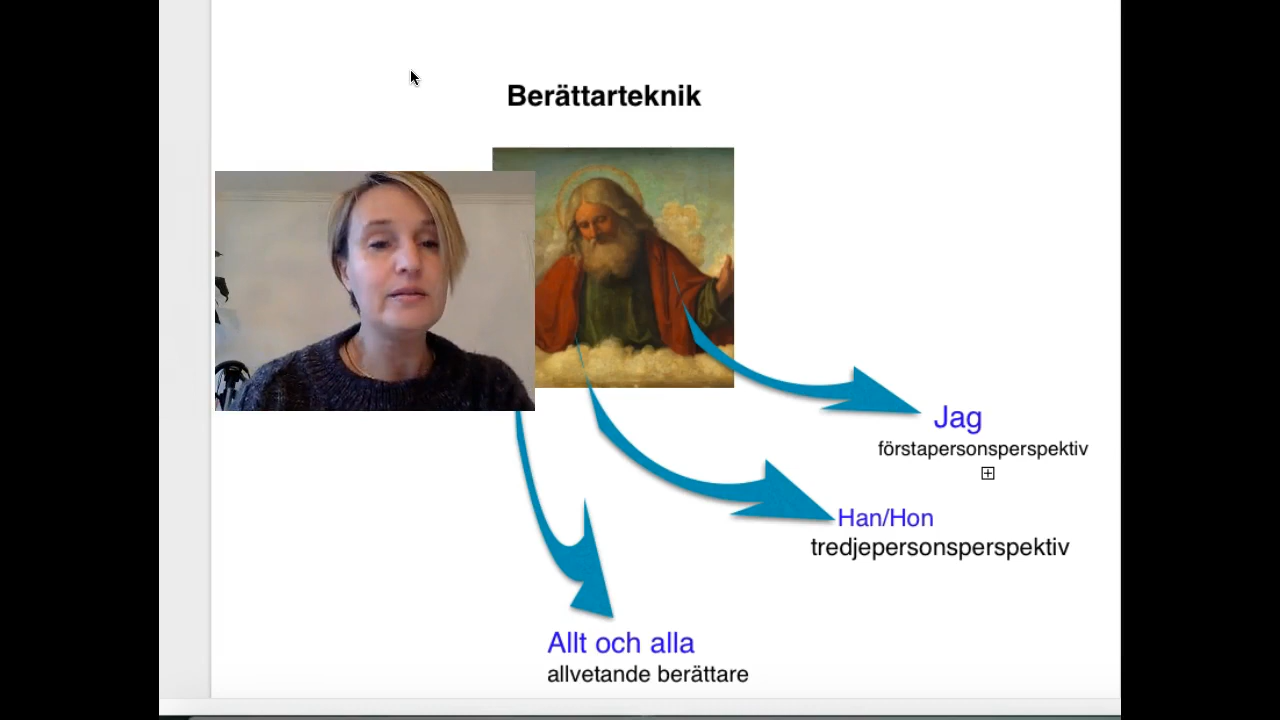 Berättarteknik
Jag
förstapersonsperspektiv
Han/Hon
tredjepersonsperspektiv
Allt och alla
allvetande berättare